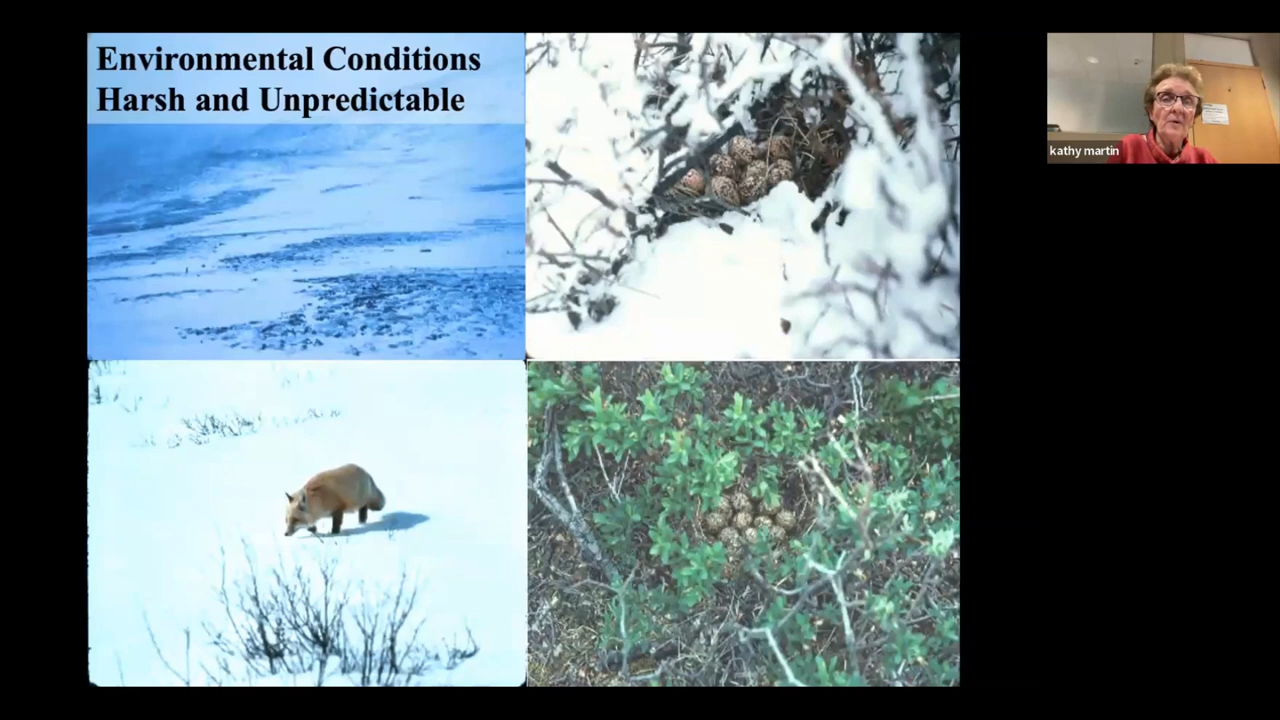 Environmental Conditions
Harsh and Unpredictable
kathy martin